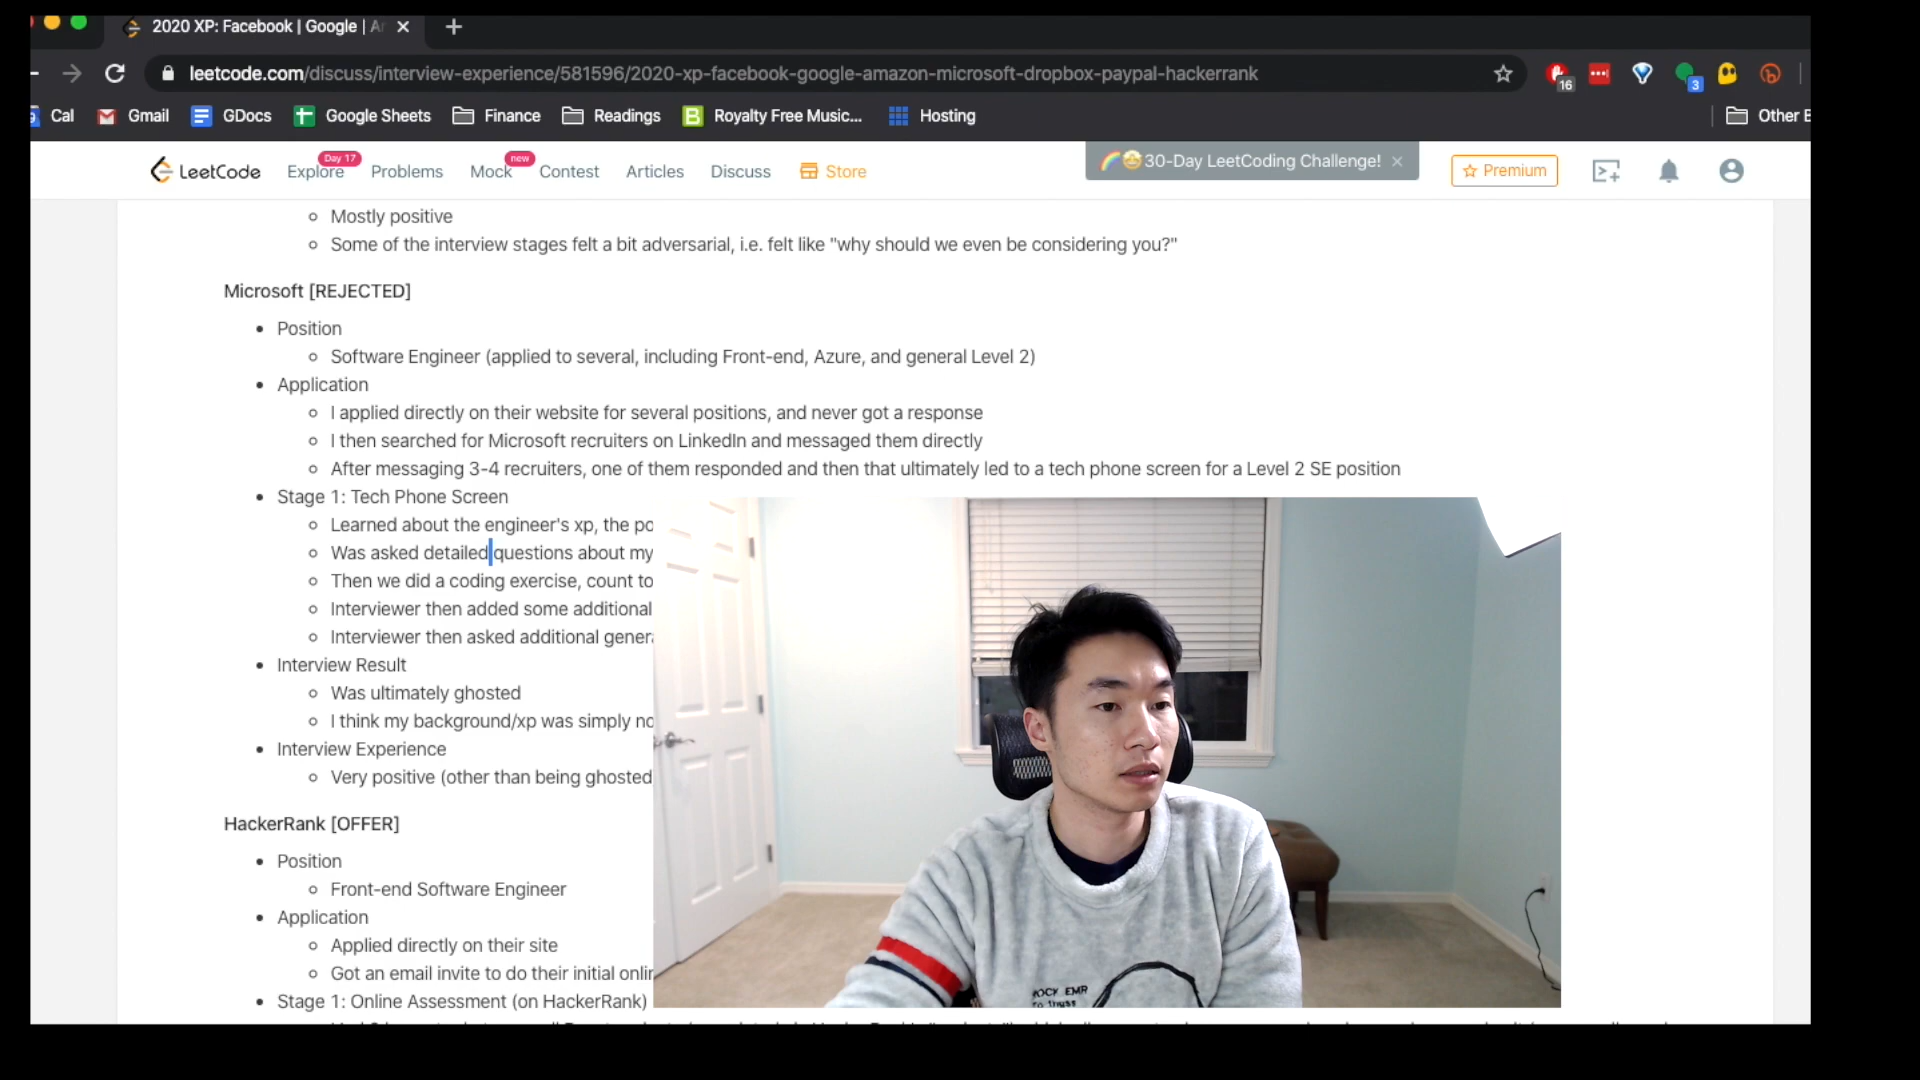 2020 XP: Facebook | Google |
leetcode.com/discuss/interview-experience/581596/2020-xp-facebook-google-amazon-microsoft-dropbox-paypal-hackerrank
16
3
Cal Gmail GDocs Google Sheets Finance Readings Royalty Free Music... Hosting Other
LeetCode Explore Day 17 Problems Mock new Contest Articles Discuss Store 30-Day LeetCoding Challenge! Premium
Mostly positive
Some of the interview stages felt a bit adversarial, i.e. felt like "why should we even be considering you?"
Microsoft [REJECTED]
Position
Software Engineer (applied to several, including Front-end, Azure, and general Level 2)
Application
I applied directly on their website for several positions, and never got a response
I then searched for Microsoft recruiters on LinkedIn and messaged them directly
After messaging 3-4 recruiters, one of them responded and then that ultimately led to a tech phone screen for a Level 2 SE position
Stage 1: Tech Phone Screen
Learned about the engineer's xp, the po
Was asked detailed questions about my
Then we did a coding exercise, count to
Interviewer then added some additional
Interviewer then asked additional genera
Interview Result
Was ultimately ghosted
I think my background/xp was simply no
Interview Experience
Very positive (other than being ghosted
HackerRank [OFFER]
Position
Front-end Software Engineer
Application
Applied directly on their site
Got an email invite to do their initial onlin
Stage 1: Online Assessment (on HackerRank)